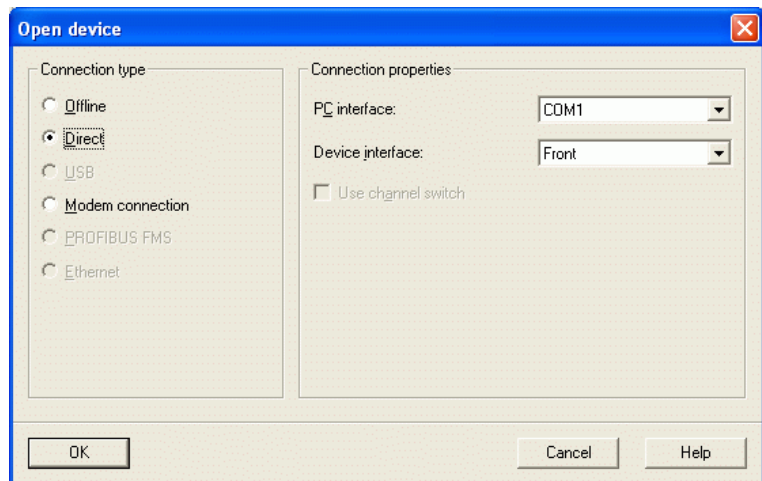 Open device
Connection type
Offline
Direct
USB
Modem connection
PROFIBUS FMS
Ethernet
Connection properties
PC interface:
COM1
Device interface:
Front
Use channel switch
OK
Cancel
Help